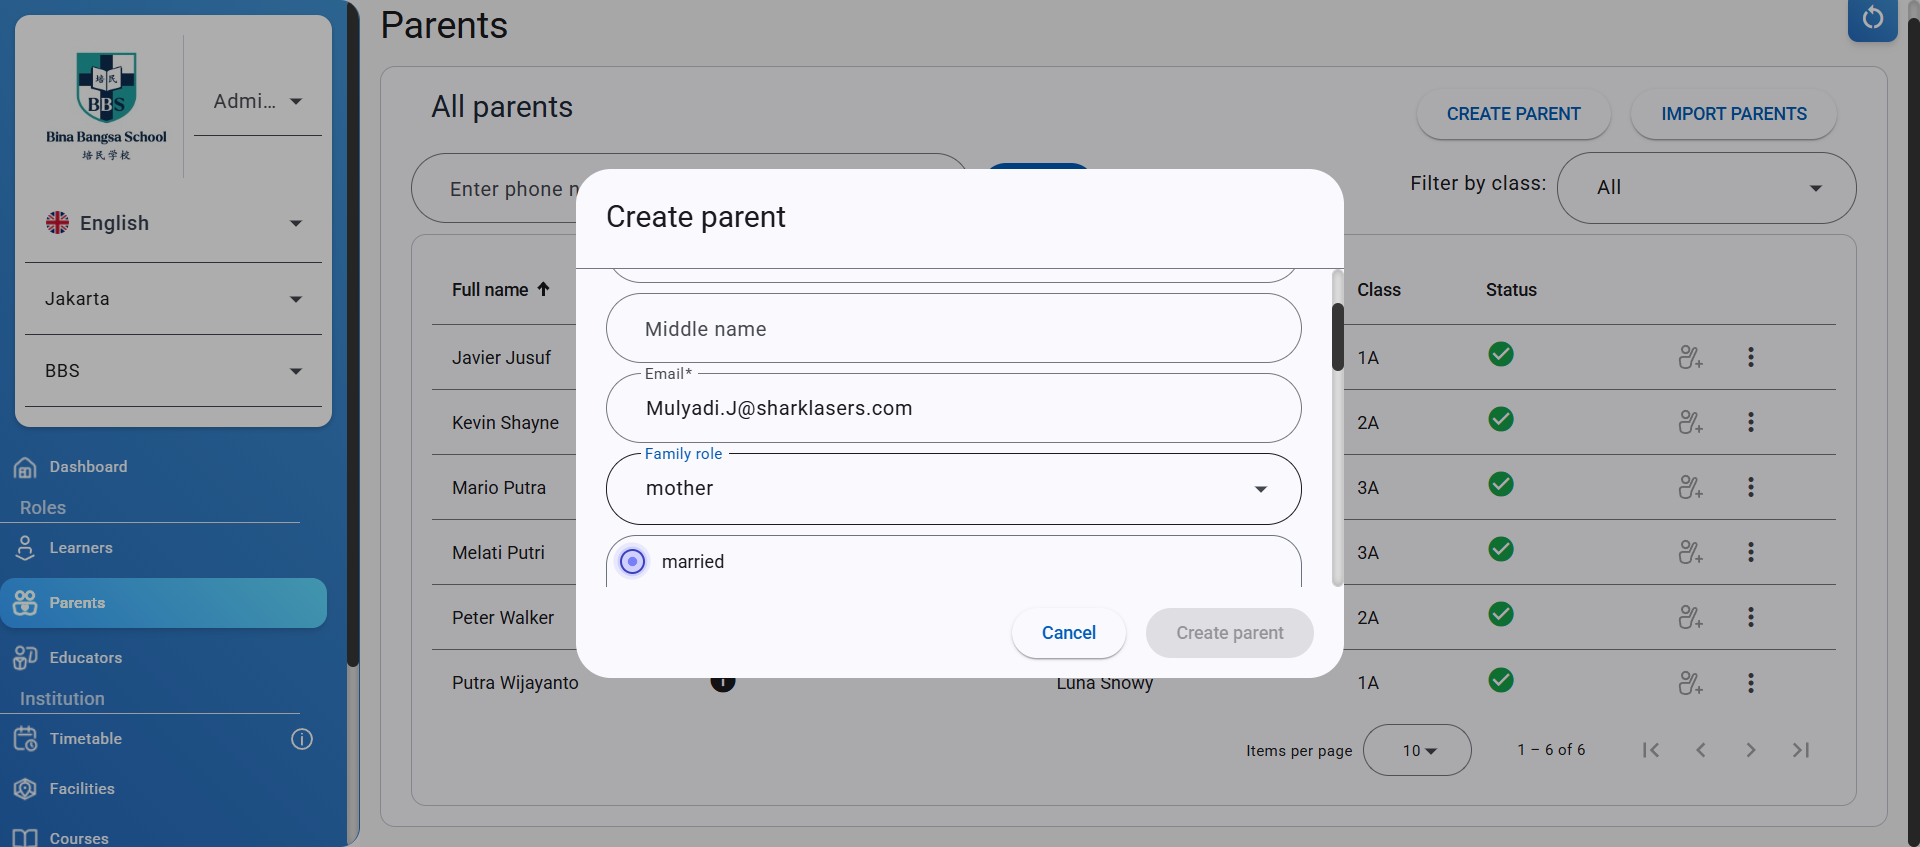 培民
BBS
Bina Bangsa School
培民学校
Admi...
English
Jakarta
BBS
Dashboard
Roles
Learners
Parents
Educators
Institution
Timetable
Facilities
Courses
Parents
All parents
CREATE PARENT
IMPORT PARENTS
Enter phone n
Filter by class:
All
Full name
Class
Status
Javier Jusuf
1A
Kevin Shayne
2A
Mario Putra
3A
Melati Putri
3A
Peter Walker
2A
Putra Wijayanto
Luna Snowy
1A
Items per page
10
1 – 6 of 6
Create parent
Middle name
Email*
Mulyadi.J@sharklasers.com
Family role
mother
married
Cancel
Create parent